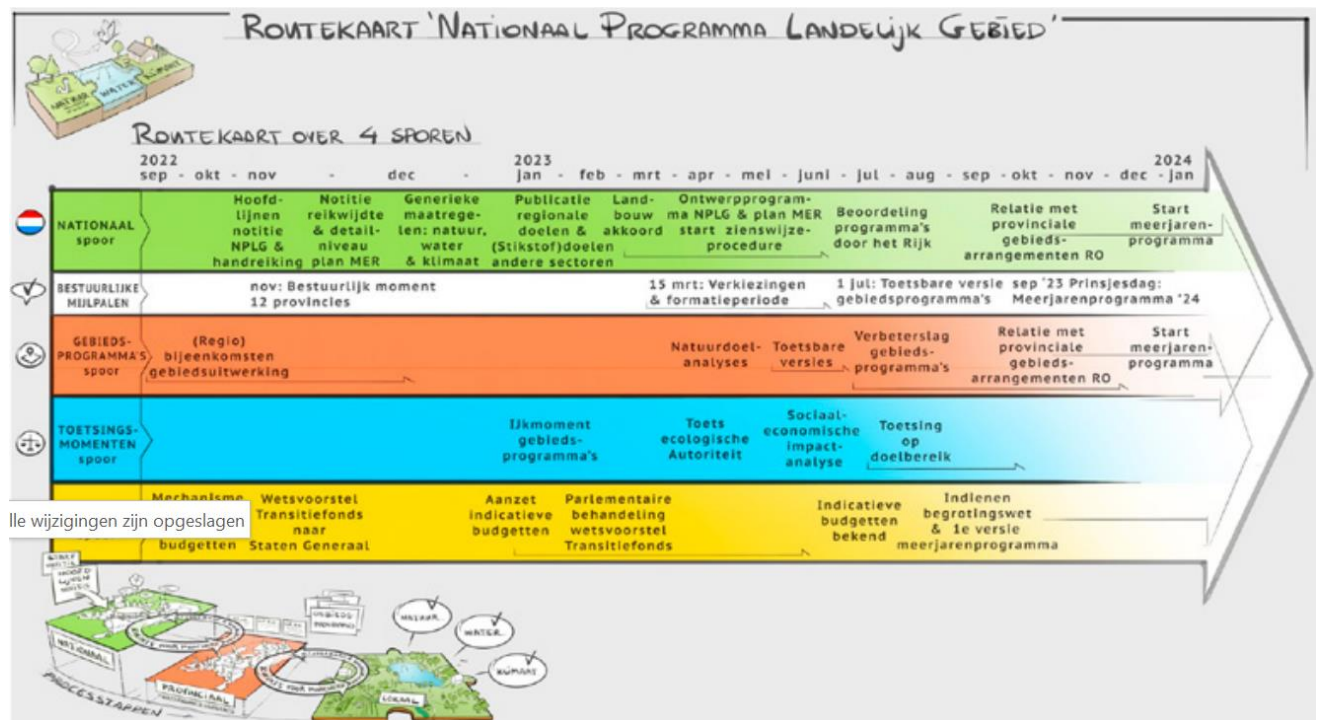 ROUTEKAART 'NATIONAAL PROGRAMMA LANDELIJK GEBIED'
NATUUR
WATER
KLIMAAT
ROUTEKAART OVER 4 SPOREN
2022 2023 2024
sep - okt - nov - dec - jan - feb - mrt - apr - mei - juni - jul - aug - sep - okt - nov - dec - jan
NATIONAAL
spoor
Hoofd-
lijnen
notitie
NPLG &
handreiking
Notitie
reikwijdte
& detail-
niveau
plan MER
Generieke
maatrege-
len: natuur,
water
& klimaat
Publicatie
regionale
doelen &
(Stikstof)doelen
andere sectoren
Land-
bouw
akkoord
Ontwerpprogram-
ma NPLG & plan MER
start zienswijze-
procedure
Beoordeling
programma's
door het Rijk
Relatie met
provinciale
gebieds-
arrangementen RO
Start
meerjaren-
programma
BESTUURLIJKE
MIJLPALEN
nov: Bestuurlijk moment
12 provincies
15 mrt: Verkiezingen
& formatieperiode
1 jul: Toetsbare versie
gebiedsprogramma's
sep '23 Prinsjesdag:
Meerjarenprogramma '24
GEBIEDS-
PROGRAMMA'S
spoor
(Regio)
bijeenkomsten
gebiedsuitwerking
Natuurdoel-
analyses
Toetsbare
versies
Verbeterslag
gebieds-
programma's
Relatie met
provinciale
gebieds-
arrangementen RO
Start
meerjaren-
programma
TOETSINGS-
MOMENTEN
spoor
IJkmoment
gebieds-
programma's
Toets
ecologische
Autoriteit
Sociaal-
economische
impact-
analyse
Toetsing
op
doelbereik
lle wijzigingen zijn opgeslagen
Mechanisme
budgetten
Wetsvoorstel
Transitiefonds
naar
Staten Generaal
Aanzet
indicatieve
budgetten
Parlementaire
behandeling
wetsvoorstel
Transitiefonds
Indicatieve
budgetten
bekend
Indienen
begrotingswet
& 1e versie
meerjarenprogramma
NATIONAAL
PROVINCIAAL
LOKAAL
NATUUR
WATER
KLIMAAT
PROCESSTAPPEN